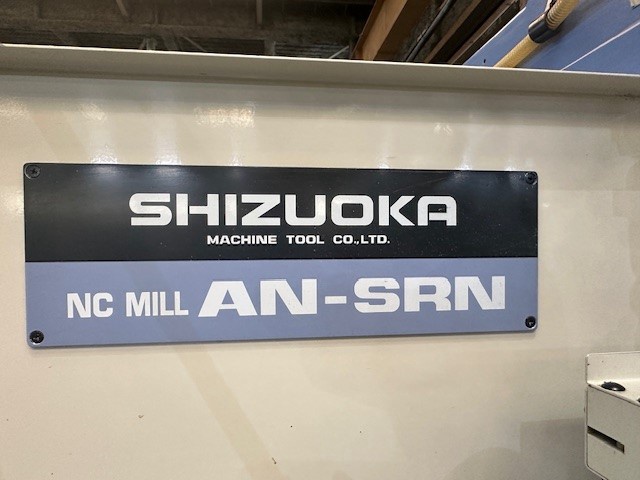 SHIZUOKA
MACHINE TOOL CO.,LTD.
NC MILL AN-SRN